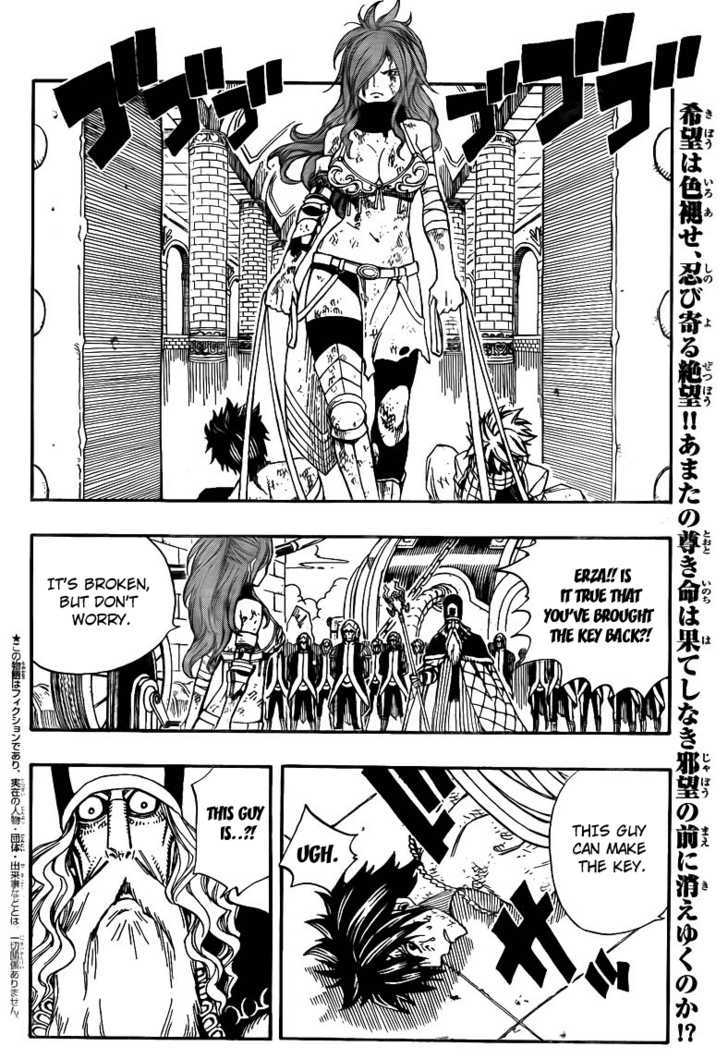 ゴゴゴ
ゴゴゴ
希望は色褪せ、忍び寄る絶望!!あまたの尊き命は果てしなき邪望の前に消えゆくのか!?
ERZA!! IS
IT TRUE THAT
YOU'VE BROUGHT
THE KEY BACK?!
IT'S BROKEN,
BUT DON'T
WORRY.
THIS GUY
CAN MAKE
THE KEY.
UGH.
THIS GUY
IS..?!
★この物語はフィクションであり、実在の人物・団体・出来事などとは一切関係ありません。